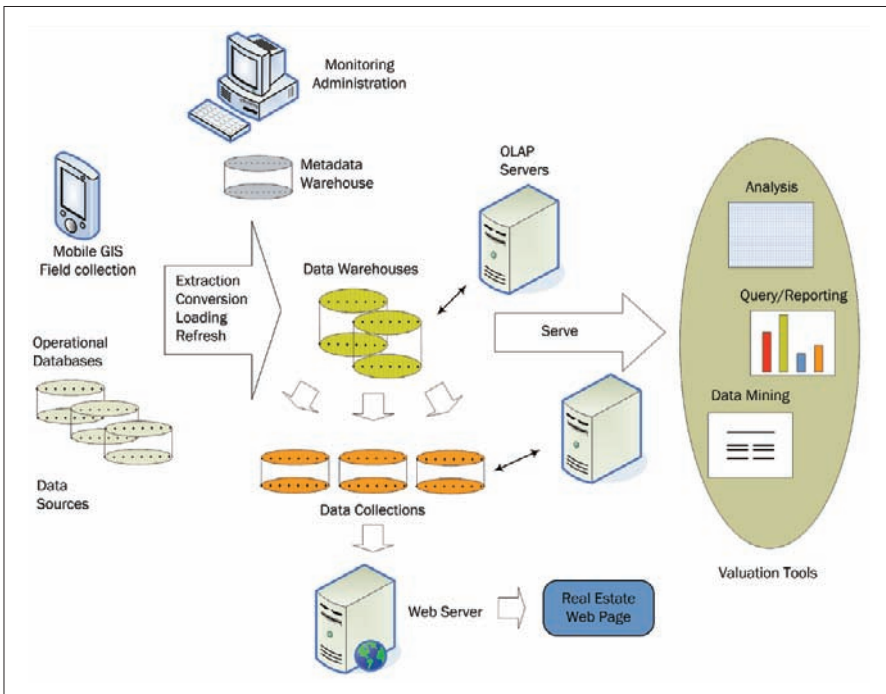 Monitoring
Administration
Metadata
Warehouse
OLAP
Servers
Analysis
Mobile GIS
Field collection
Extraction
Conversion
Loading
Refresh
Data Warehouses
Query/Reporting
Serve
Operational
Databases
Data Mining
Data
Sources
Data Collections
Valuation Tools
Web Server
Real Estate
Web Page